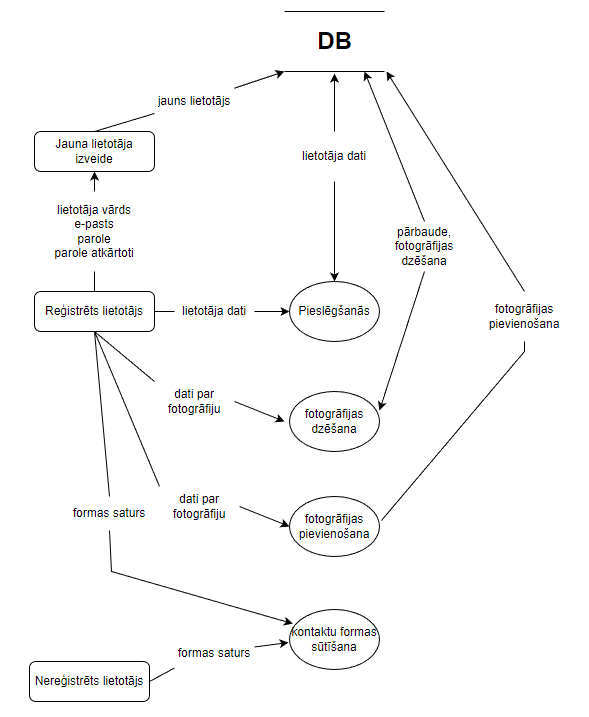 DB
jauns lietotājs
Jauna lietotāja
izveide
lietotāja dati
lietotāja vārds
e-pasts
parole
parole atkārtoti
pārbaude,
fotogrāfijas
dzēšana
Reģistrēts lietotājs
lietotāja dati
Pieslēgšanās
fotogrāfijas
pievienošana
dati par
fotogrāfiju
fotogrāfijas
dzēšana
dati par
fotogrāfiju
formas saturs
fotogrāfijas
pievienošana
kontaktu formas
sūtīšana
formas saturs
Nereģistrēts lietotājs